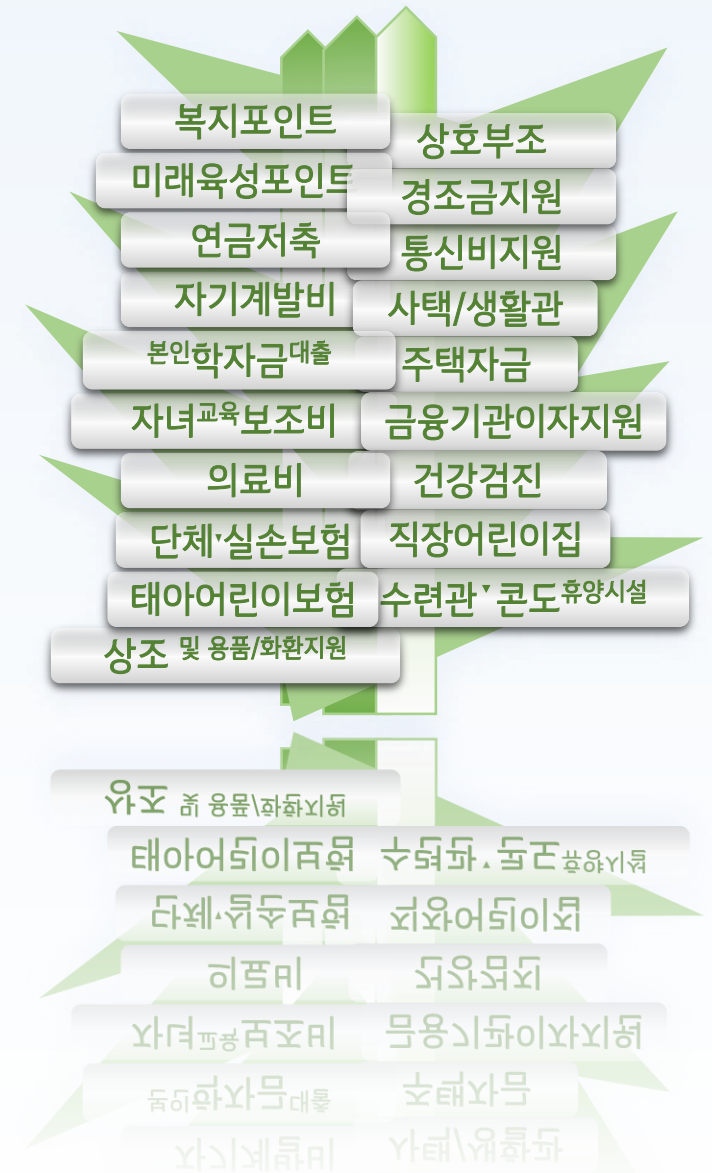 복지포인트
상호부조
미래육성포인트
경조금지원
연금저축
통신비지원
자기계발비
사택/생활관
본인학자금대출
주택자금
자녀교육보조비
금융기관이자지원
의료비
건강검진
단체▼실손보험
직장어린이집
태아어린이보험
수련관▼콘도휴양시설
상조 및 용품/화환지원